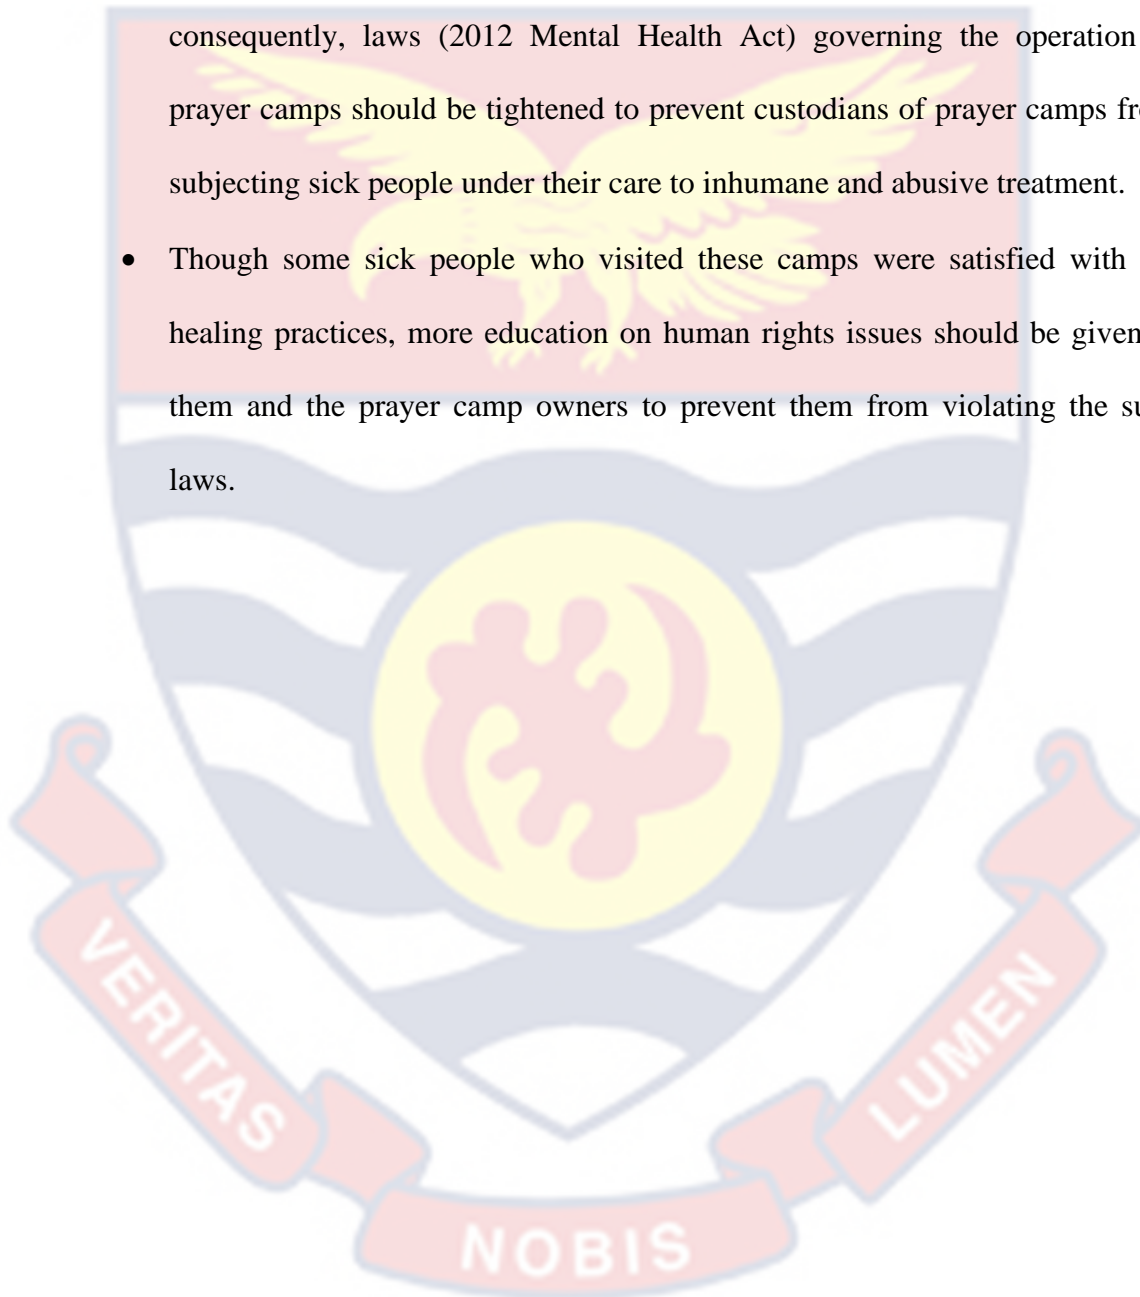 consequently, laws (2012 Mental Health Act) governing the operation
prayer camps should be tightened to prevent custodians of prayer camps
subjecting sick people under their care to inhumane and abusive treatment.
• Though some sick people who visited these camps were satisfied with
healing practices, more education on human rights issues should be given
them and the prayer camp owners to prevent them from violating the
laws.
VERITAS
NOBIS
LUMEN